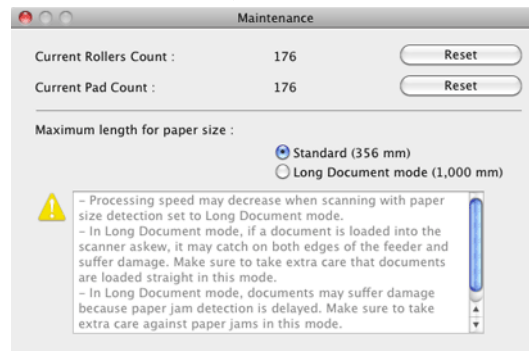 Maintenance
Current Rollers Count : 176 Reset
Current Pad Count : 176 Reset
Maximum length for paper size :
Standard (356 mm)
Long Document mode (1,000 mm)
– Processing speed may decrease when scanning with paper
size detection set to Long Document mode.
– In Long Document mode, if a document is loaded into the
scanner askew, it may catch on both edges of the feeder and
suffer damage. Make sure to take extra care that documents
are loaded straight in this mode.
– In Long Document mode, documents may suffer damage
because paper jam detection is delayed. Make sure to take
extra care against paper jams in this mode.